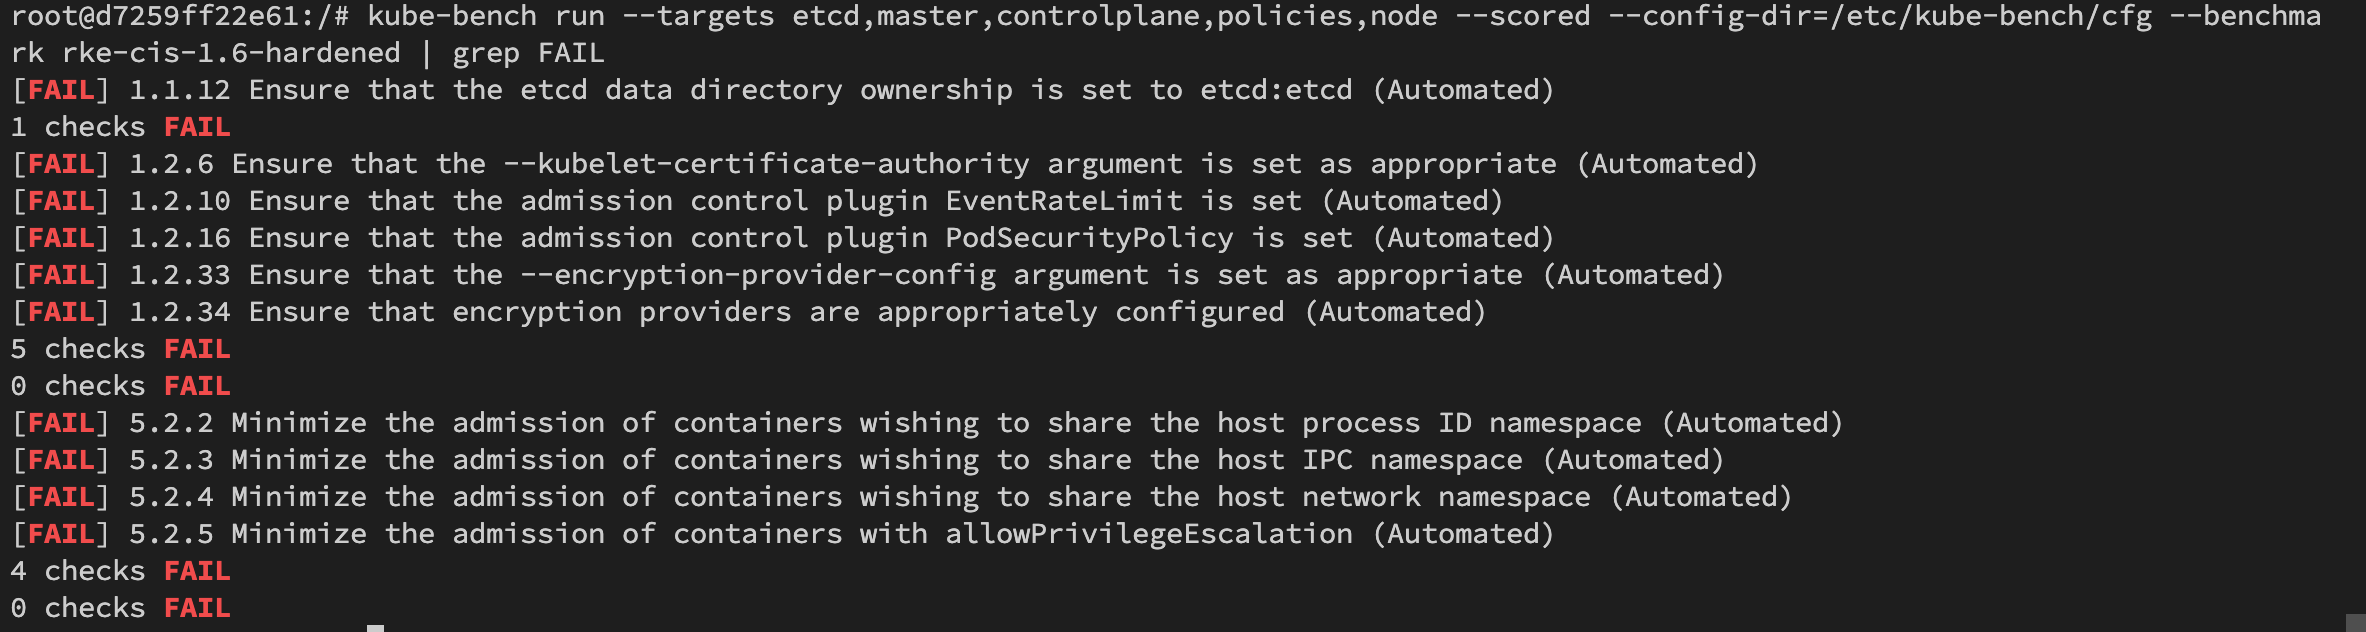 root@d7259ff22e61:/# kube-bench run --targets etcd,master,controlplane,policies,node --scored --config-dir=/etc/kube-bench/cfg --benchma
rk rke-cis-1.6-hardened | grep FAIL
[FAIL] 1.1.12 Ensure that the etcd data directory ownership is set to etcd:etcd (Automated)
1 checks FAIL
[FAIL] 1.2.6 Ensure that the --kubelet-certificate-authority argument is set as appropriate (Automated)
[FAIL] 1.2.10 Ensure that the admission control plugin EventRateLimit is set (Automated)
[FAIL] 1.2.16 Ensure that the admission control plugin PodSecurityPolicy is set (Automated)
[FAIL] 1.2.33 Ensure that the --encryption-provider-config argument is set as appropriate (Automated)
[FAIL] 1.2.34 Ensure that encryption providers are appropriately configured (Automated)
5 checks FAIL
0 checks FAIL
[FAIL] 5.2.2 Minimize the admission of containers wishing to share the host process ID namespace (Automated)
[FAIL] 5.2.3 Minimize the admission of containers wishing to share the host IPC namespace (Automated)
[FAIL] 5.2.4 Minimize the admission of containers wishing to share the host network namespace (Automated)
[FAIL] 5.2.5 Minimize the admission of containers with allowPrivilegeEscalation (Automated)
4 checks FAIL
0 checks FAIL